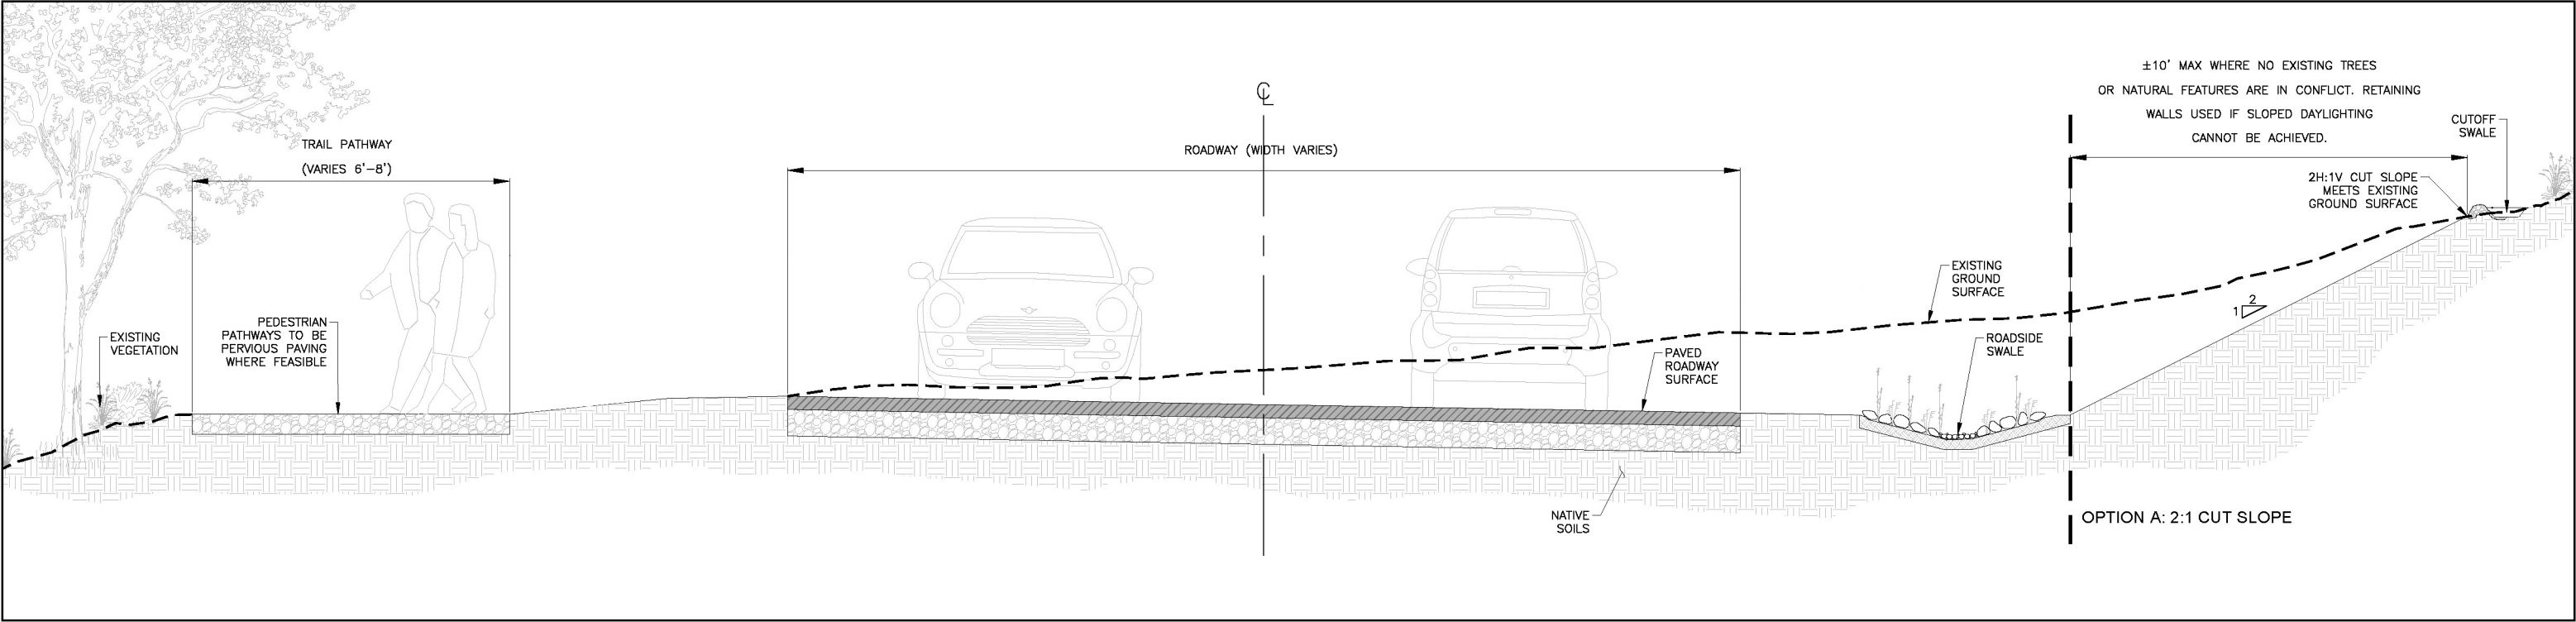 ±10' MAX WHERE NO EXISTING TREES
OR NATURAL FEATURES ARE IN CONFLICT. RETAINING
WALLS USED IF SLOPED DAYLIGHTING
CANNOT BE ACHIEVED.
CUTOFF
SWALE
℄
TRAIL PATHWAY
(VARIES 6'-8')
ROADWAY (WIDTH VARIES)
2H:1V CUT SLOPE
MEETS EXISTING
GROUND SURFACE
EXISTING
GROUND
SURFACE
2
1
PEDESTRIAN
PATHWAYS TO BE
PERVIOUS PAVING
WHERE FEASIBLE
EXISTING
VEGETATION
ROADSIDE
SWALE
PAVED
ROADWAY
SURFACE
NATIVE
SOILS
OPTION A: 2:1 CUT SLOPE